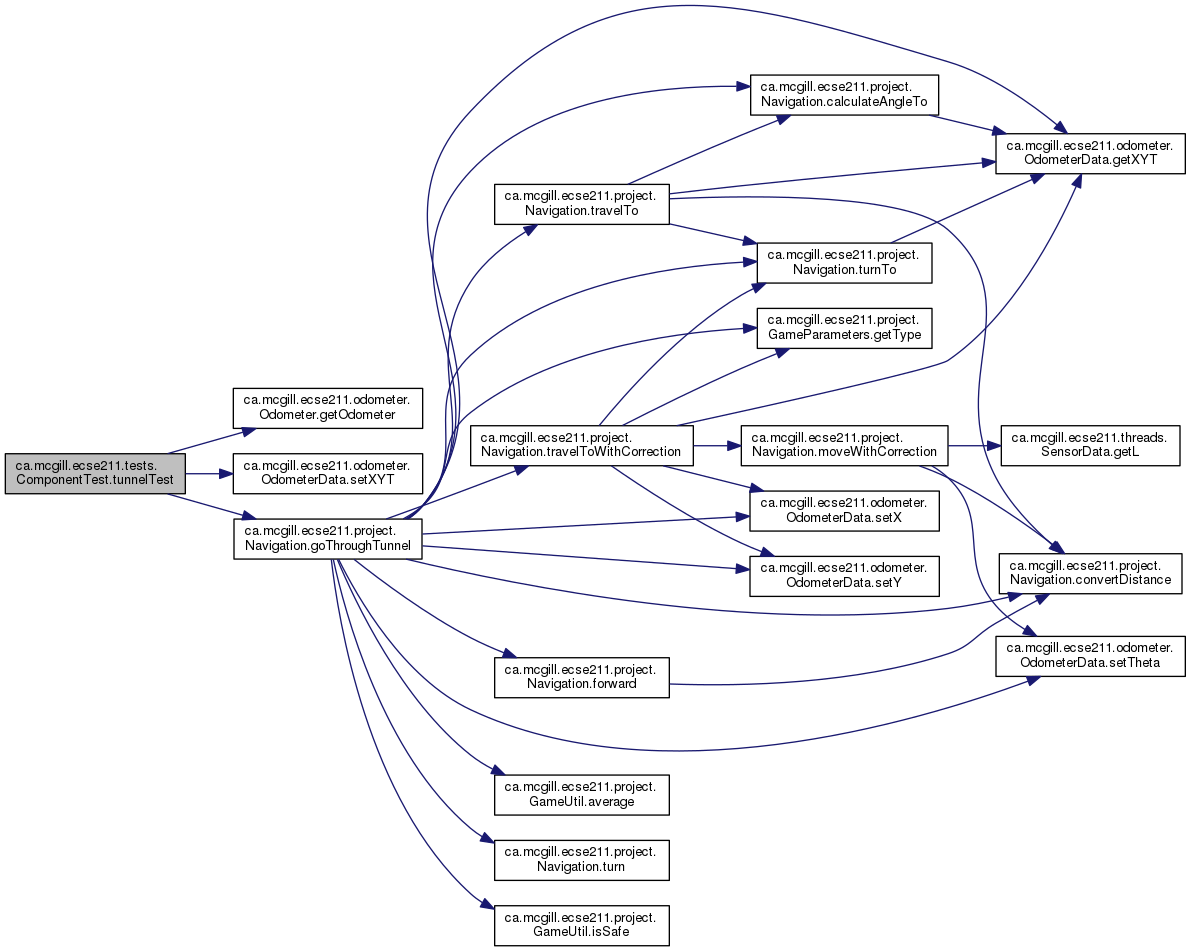 ca.mcgill.ecse211.tests.
ComponentTest.tunnelTest
ca.mcgill.ecse211.odometer.
Odometer.getOdometer
ca.mcgill.ecse211.odometer.
OdometerData.setXYT
ca.mcgill.ecse211.project.
Navigation.goThroughTunnel
ca.mcgill.ecse211.project.
Navigation.travelTo
ca.mcgill.ecse211.project.
Navigation.travelToWithCorrection
ca.mcgill.ecse211.project.
Navigation.forward
ca.mcgill.ecse211.project.
GameUtil.average
ca.mcgill.ecse211.project.
Navigation.turn
ca.mcgill.ecse211.project.
GameUtil.isSafe
ca.mcgill.ecse211.project.
Navigation.calculateAngleTo
ca.mcgill.ecse211.project.
Navigation.turnTo
ca.mcgill.ecse211.project.
GameParameters.getType
ca.mcgill.ecse211.project.
Navigation.moveWithCorrection
ca.mcgill.ecse211.odometer.
OdometerData.setX
ca.mcgill.ecse211.odometer.
OdometerData.setY
ca.mcgill.ecse211.odometer.
OdometerData.getXYT
ca.mcgill.ecse211.threads.
SensorData.getL
ca.mcgill.ecse211.project.
Navigation.convertDistance
ca.mcgill.ecse211.odometer.
OdometerData.setTheta